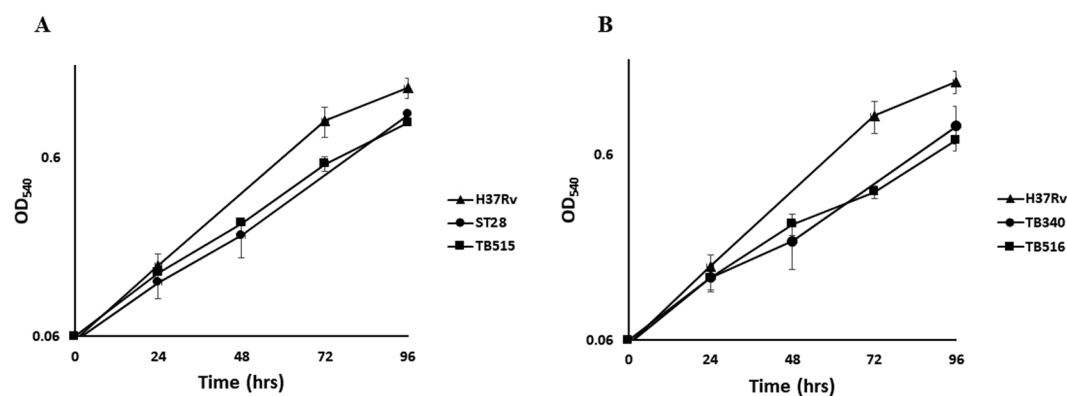 A
OD540
0.6
0.06
0 24 48 72 96
Time (hrs)
H37Rv
ST28
TB515
B
OD540
0.6
0.06
0 24 48 72 96
Time (hrs)
H37Rv
TB340
TB516